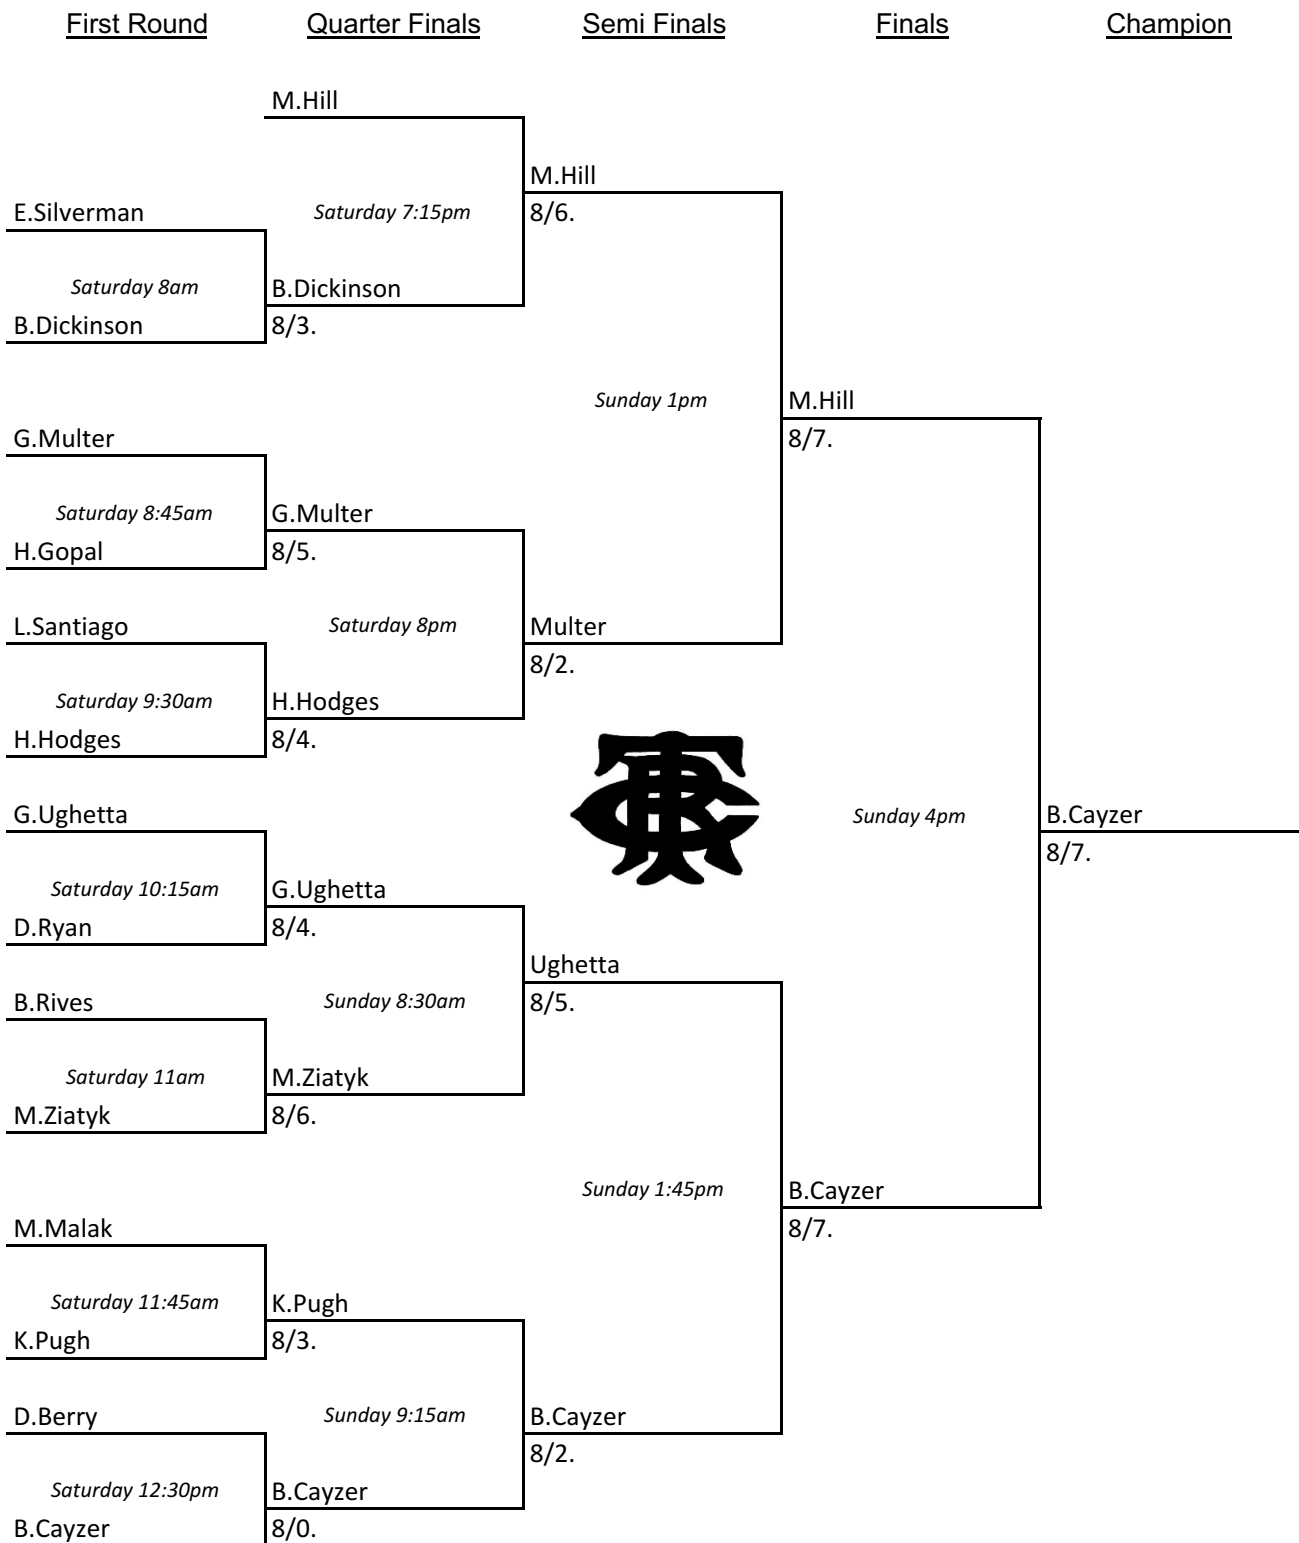 First Round Quarter Finals Semi Finals Finals Champion
M.Hill
M.Hill
E.Silverman Saturday 7:15pm 8/6.
Saturday 8am B.Dickinson
B.Dickinson 8/3.
Sunday 1pm M.Hill
G.Multer 8/7.
Saturday 8:45am G.Multer
H.Gopal 8/5.
L.Santiago Saturday 8pm Multer
8/2.
Saturday 9:30am H.Hodges
H.Hodges 8/4.
TRC
G.Ughetta Sunday 4pm B.Cayzer
8/7.
Saturday 10:15am G.Ughetta
D.Ryan 8/4.
Ughetta
B.Rives Sunday 8:30am 8/5.
Saturday 11am M.Ziatyk
M.Ziatyk 8/6.
Sunday 1:45pm B.Cayzer
M.Malak 8/7.
Saturday 11:45am K.Pugh
K.Pugh 8/3.
D.Berry Sunday 9:15am B.Cayzer
8/2.
Saturday 12:30pm B.Cayzer
B.Cayzer 8/0.